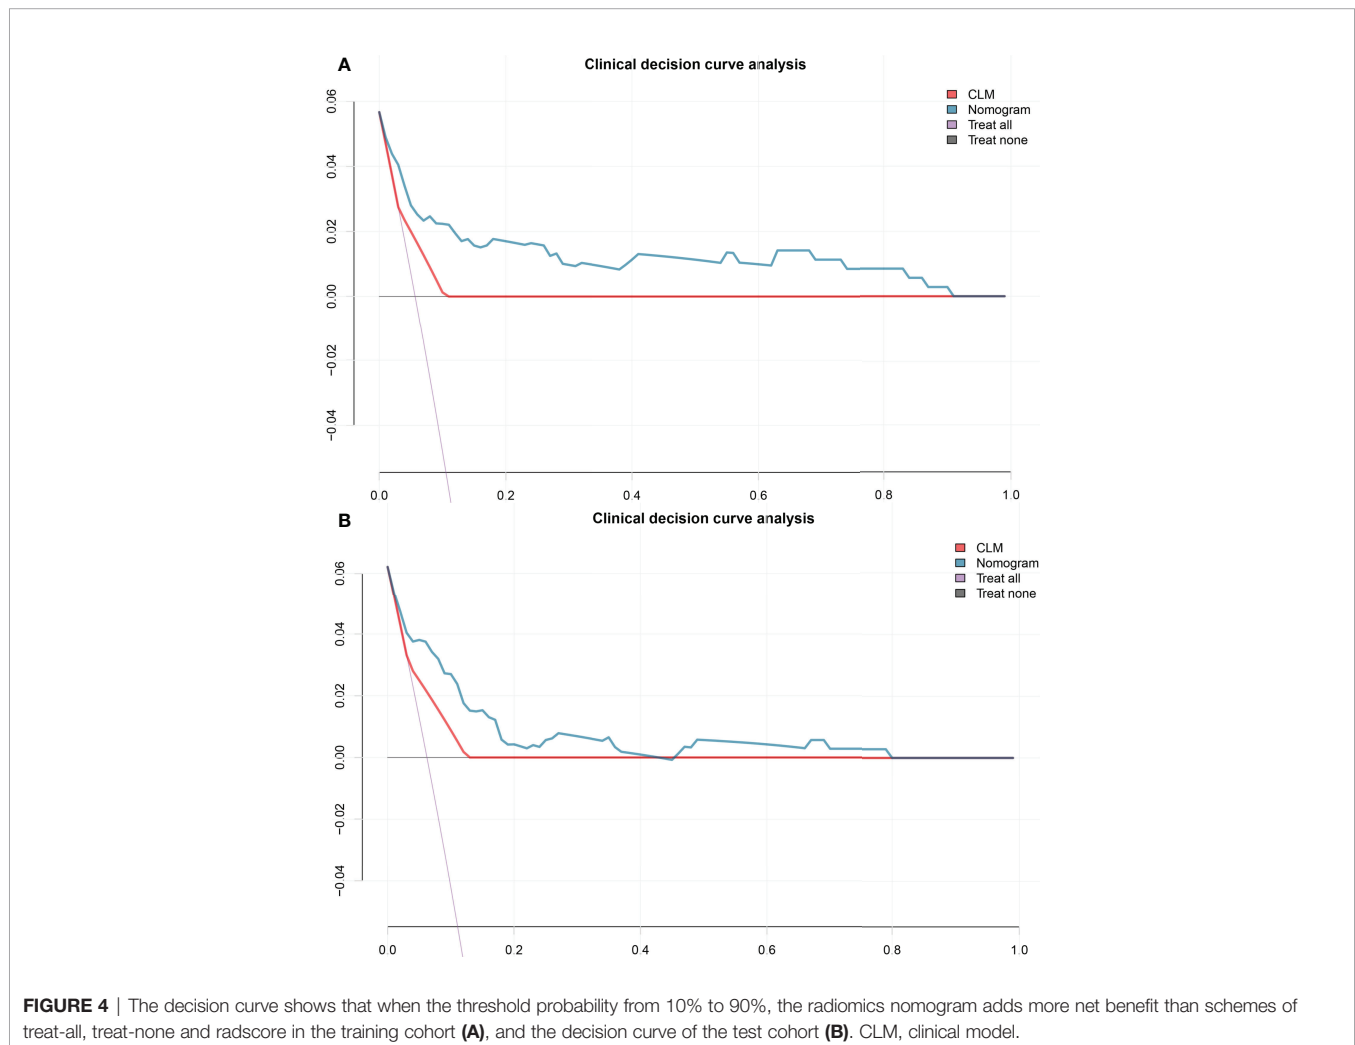 A
Clinical decision curve analysis
CLM
Nomogram
Treat all
Treat none
0.06
0.04
0.02
0.00
−0.02
−0.04
0.0 0.2 0.4 0.6 0.8 1.0
B
Clinical decision curve analysis
CLM
Nomogram
Treat all
Treat none
0.06
0.04
0.02
0.00
−0.02
−0.04
0.0 0.2 0.4 0.6 0.8 1.0
FIGURE 4 | The decision curve shows that when the threshold probability from 10% to 90%, the radiomics nomogram adds more net benefit than schemes of
treat-all, treat-none and radscore in the training cohort (A), and the decision curve of the test cohort (B). CLM, clinical model.